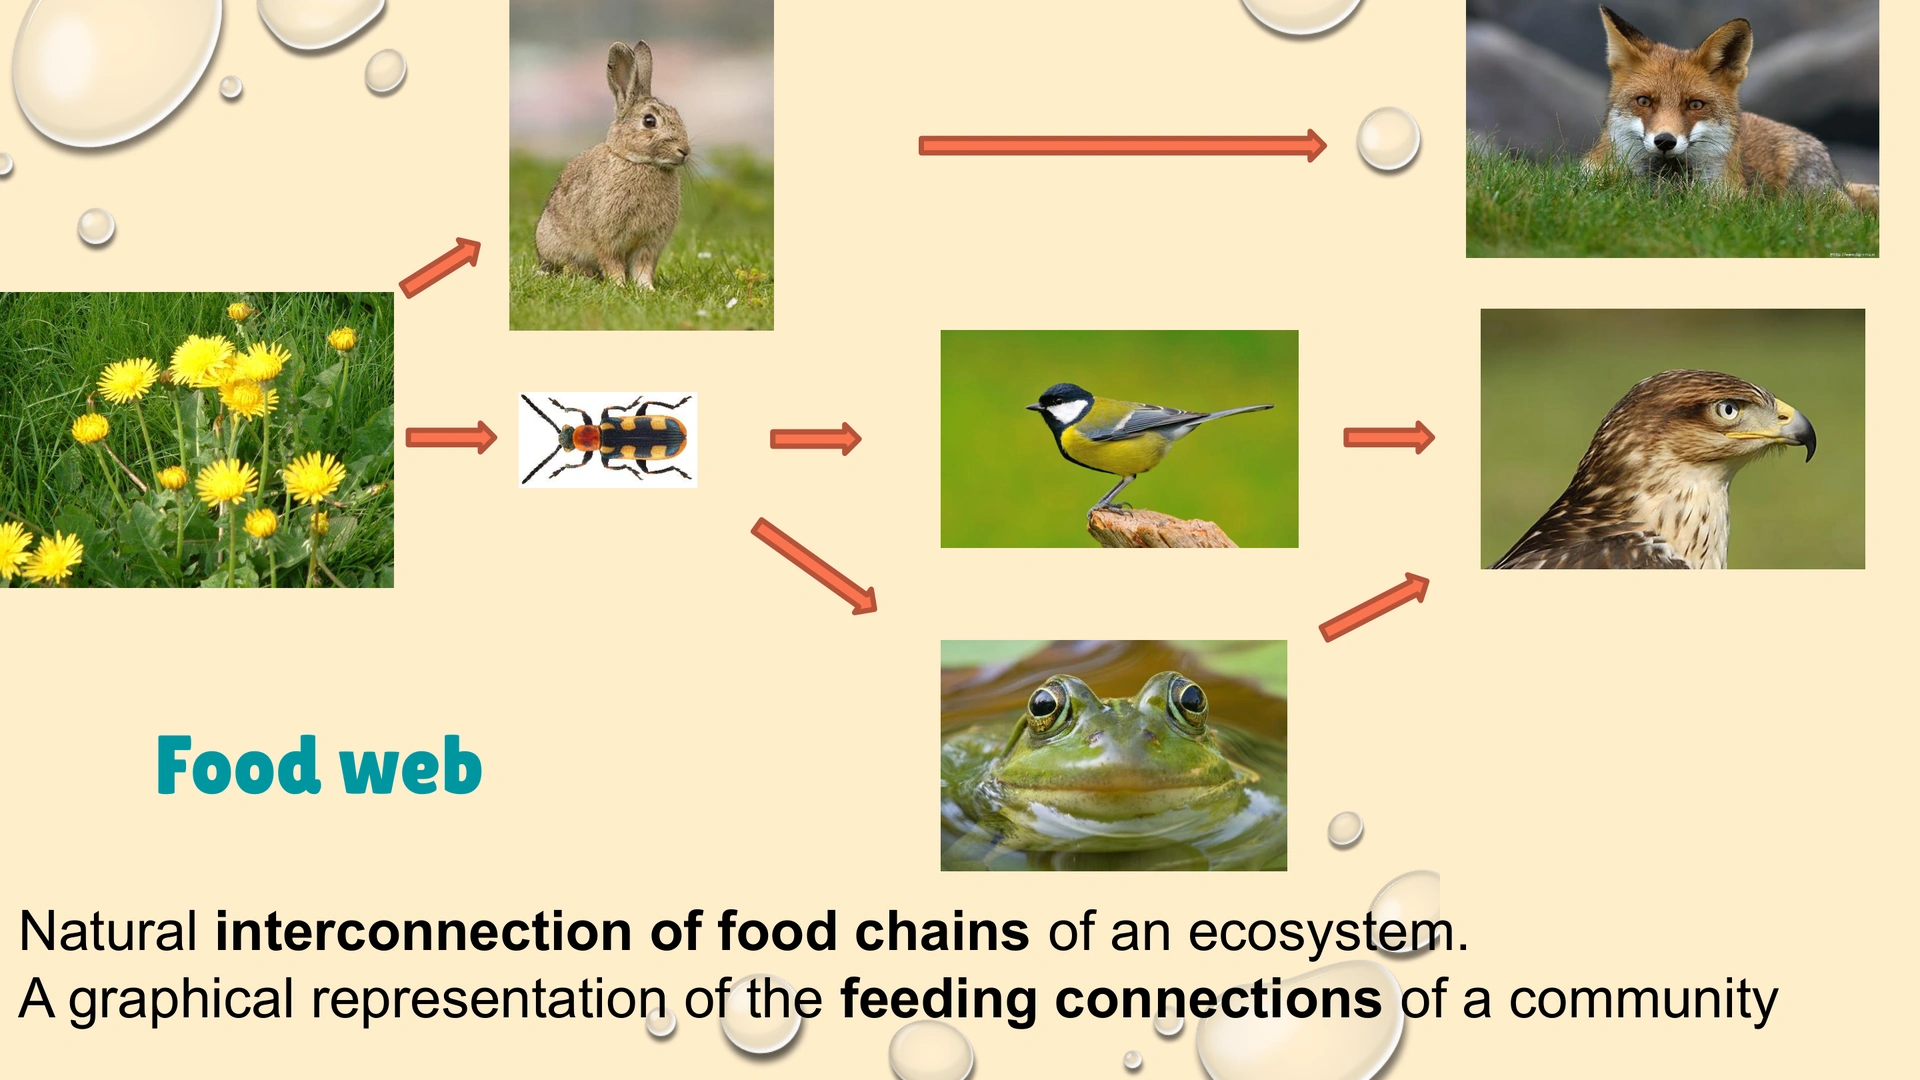 Food web
Natural interconnection of food chains of an ecosystem.
A graphical representation of the feeding connections of a community